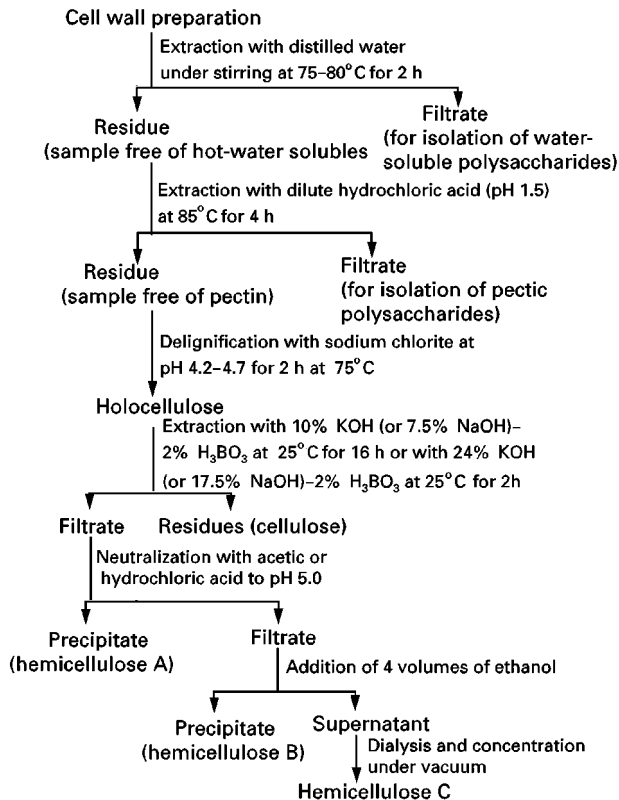 Cell wall preparation
Extraction with distilled water
under stirring at 75–80°C for 2 h
Residue
(sample free of hot-water solubles
Filtrate
(for isolation of water-
soluble polysaccharides)
Extraction with dilute hydrochloric acid (pH 1.5)
at 85°C for 4 h
Residue
(sample free of pectin)
Filtrate
(for isolation of pectic
polysaccharides)
Delignification with sodium chlorite at
pH 4.2–4.7 for 2 h at 75°C
Holocellulose
Extraction with 10% KOH (or 7.5% NaOH)–
2% H₃BO₃ at 25°C for 16 h or with 24% KOH
(or 17.5% NaOH)–2% H₃BO₃ at 25°C for 2h
Filtrate
Residues (cellulose)
Neutralization with acetic or
hydrochloric acid to pH 5.0
Precipitate
(hemicellulose A)
Filtrate
Addition of 4 volumes of ethanol
Precipitate
(hemicellulose B)
Supernatant
Dialysis and concentration
under vacuum
Hemicellulose C